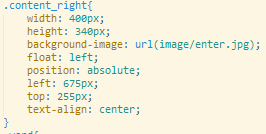 .content_right{
    width: 400px;
    height: 340px;
    background-image: url(image/enter.jpg);
    float: left;
    position: absolute;
    left: 675px;
    top: 255px;
    text-align: center;
}